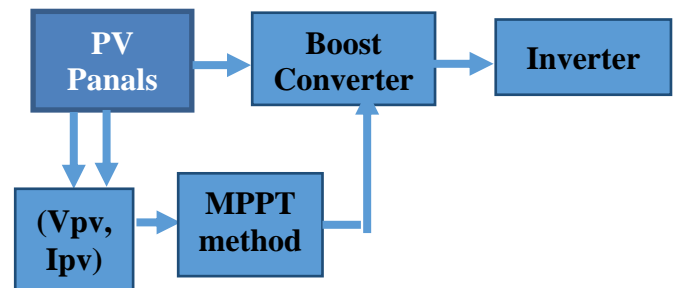 PV
Panals
Boost
Converter
Inverter
(Vpv,
Ipv)
MPPT
method